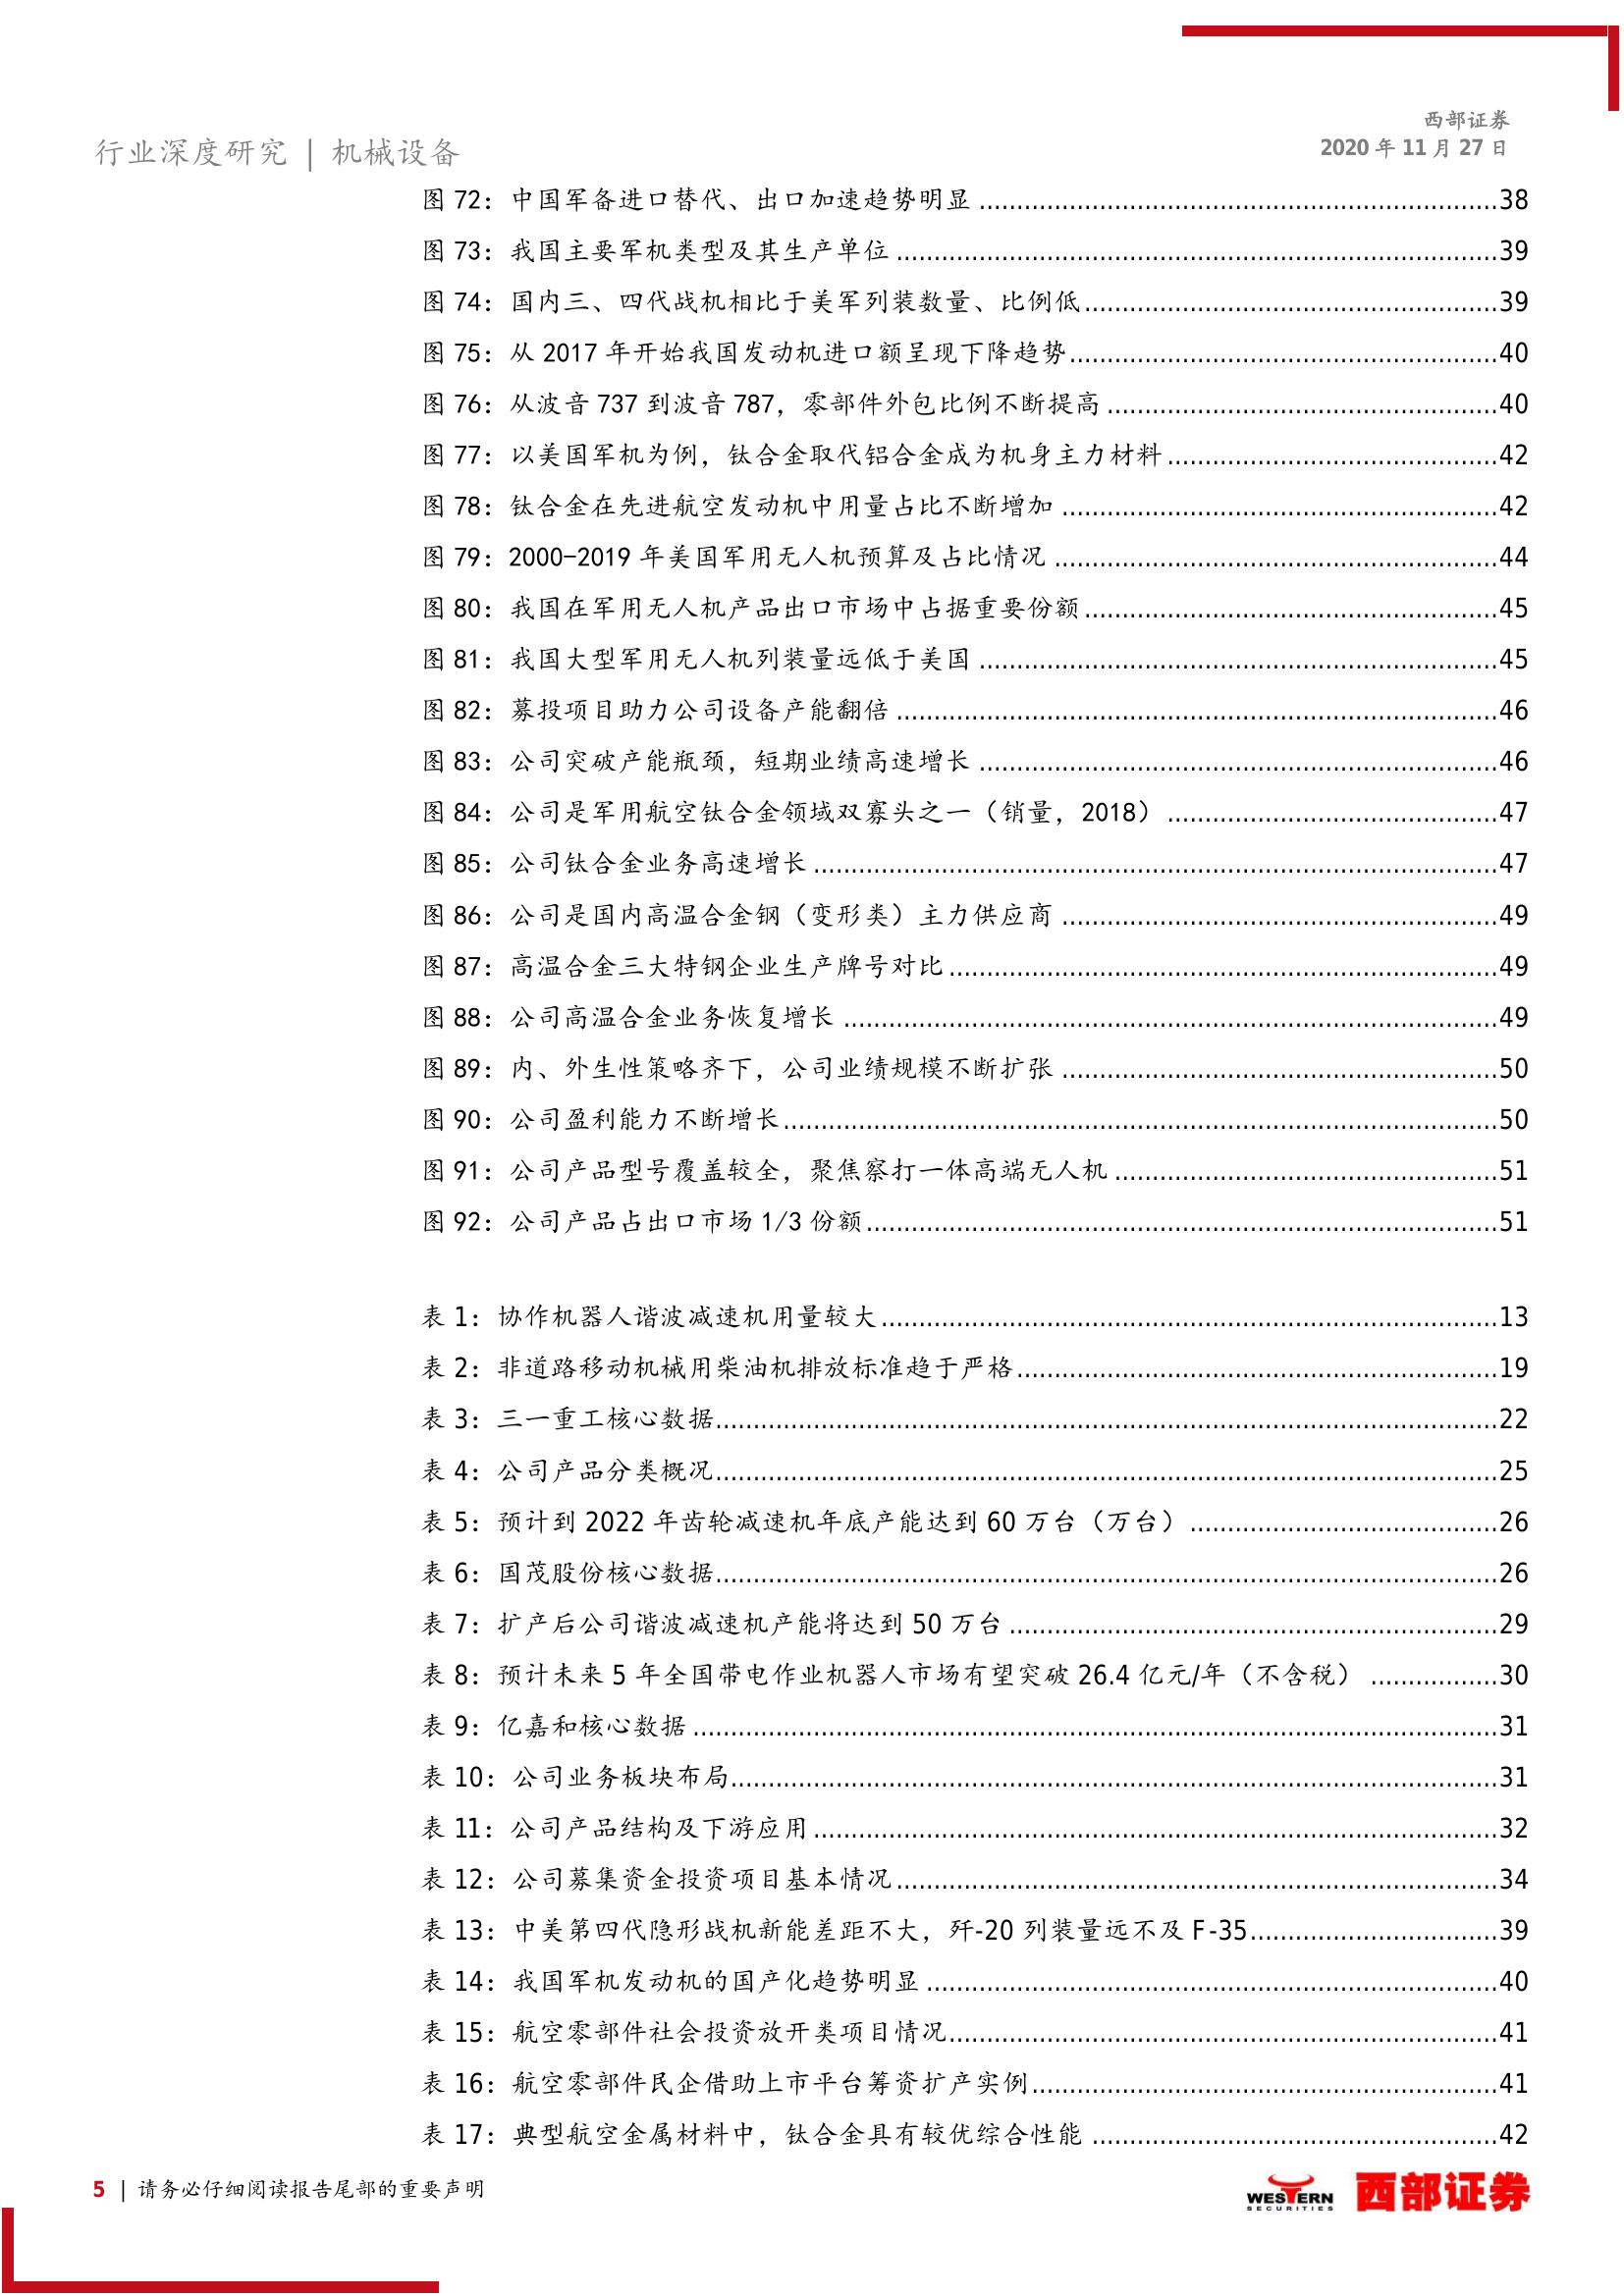 西部证券
行业深度研究 | 机械设备
2020 年 11 月 27 日
图 72：中国军备进口替代、出口加速趋势明显 ........38
图 73：我国主要军机类型及其生产单位 ........39
图 74：国内三、四代战机相比于美军列装数量、比例低........39
图 75：从 2017 年开始我国发动机进口额呈现下降趋势........40
图 76：从波音 737 到波音 787，零部件外包比例不断提高 ........40
图 77：以美国军机为例，钛合金取代铝合金成为机身主力材料........42
图 78：钛合金在先进航空发动机中用量占比不断增加 ........42
图 79：2000-2019 年美国军用无人机预算及占比情况 ........44
图 80：我国在军用无人机产品出口市场中占据重要份额........45
图 81：我国大型军用无人机列装量远低于美国 ........45
图 82：募投项目助力公司设备产能翻倍 ........46
图 83：公司突破产能瓶颈，短期业绩高速增长 ........46
图 84：公司是军用航空钛合金领域双寡头之一（销量，2018） ........47
图 85：公司钛合金业务高速增长 ........47
图 86：公司是国内高温合金钢（变形类）主力供应商 ........49
图 87：高温合金三大特钢企业生产牌号对比........49
图 88：公司高温合金业务恢复增长 ........49
图 89：内、外生性策略齐下，公司业绩规模不断扩张 ........50
图 90：公司盈利能力不断增长........50
图 91：公司产品型号覆盖较全，聚焦察打一体高端无人机 ........51
图 92：公司产品占出口市场 1/3 份额........51
表 1：协作机器人谐波减速机用量较大........13
表 2：非道路移动机械用柴油机排放标准趋于严格........19
表 3：三一重工核心数据........22
表 4：公司产品分类概况........25
表 5：预计到 2022 年齿轮减速机年底产能达到 60 万台（万台） ........26
表 6：国茂股份核心数据........26
表 7：扩产后公司谐波减速机产能将达到 50 万台 ........29
表 8：预计未来 5 年全国带电作业机器人市场有望突破 26.4 亿元/年（不含税） ........30
表 9：亿嘉和核心数据 ........31
表 10：公司业务板块布局........31
表 11：公司产品结构及下游应用 ........32
表 12：公司募集资金投资项目基本情况........34
表 13：中美第四代隐形战机新能差距不大，歼-20 列装量远不及 F-35........39
表 14：我国军机发动机的国产化趋势明显 ........40
表 15：航空零部件社会投资放开类项目情况........41
表 16：航空零部件民企借助上市平台筹资扩产实例........41
表 17：典型航空金属材料中，钛合金具有较优综合性能 ........42
5 | 请务必仔细阅读报告尾部的重要声明
WESTERN
SECURITIES
西部证券